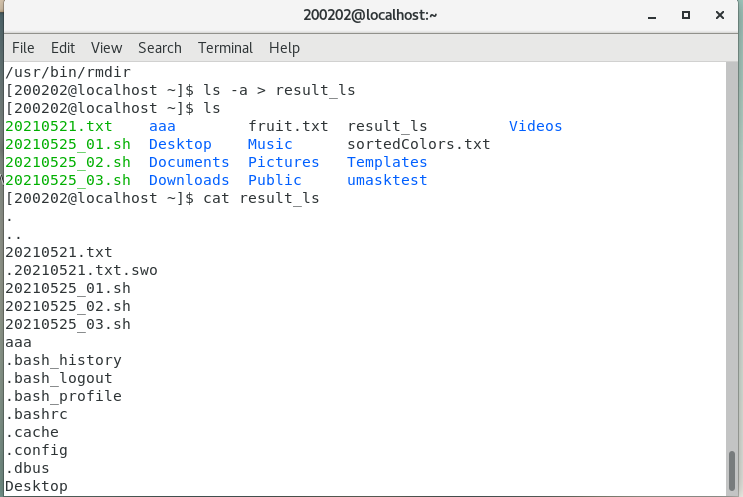 200202@localhost:~
File Edit View Search Terminal Help
/usr/bin/rmdir
[200202@localhost ~]$ ls -a > result_ls
[200202@localhost ~]$ ls
20210521.txt aaa fruit.txt result_ls Videos
20210525_01.sh Desktop Music sortedColors.txt
20210525_02.sh Documents Pictures Templates
20210525_03.sh Downloads Public umasktest
[200202@localhost ~]$ cat result_ls
.
..
20210521.txt
.20210521.txt.swo
20210525_01.sh
20210525_02.sh
20210525_03.sh
aaa
.bash_history
.bash_logout
.bash_profile
.bashrc
.cache
.config
.dbus
Desktop